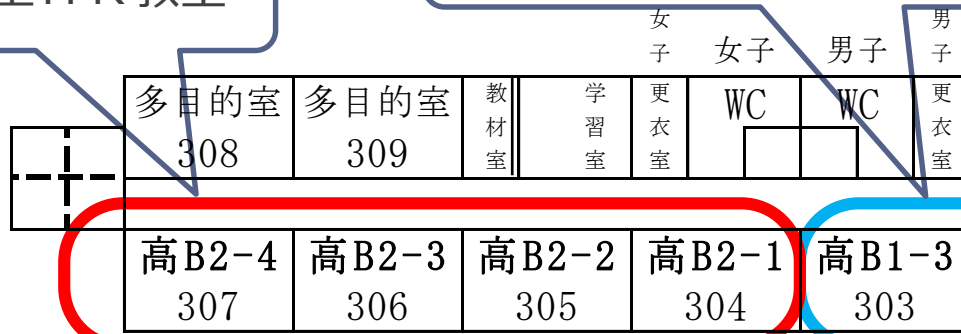 教室
女子更衣室
女子
男子
男子更衣室
多目的室
308
多目的室
309
教材室
学習室
WC
WC
高B2-4
307
高B2-3
306
高B2-2
305
高B2-1
304
高B1-3
303